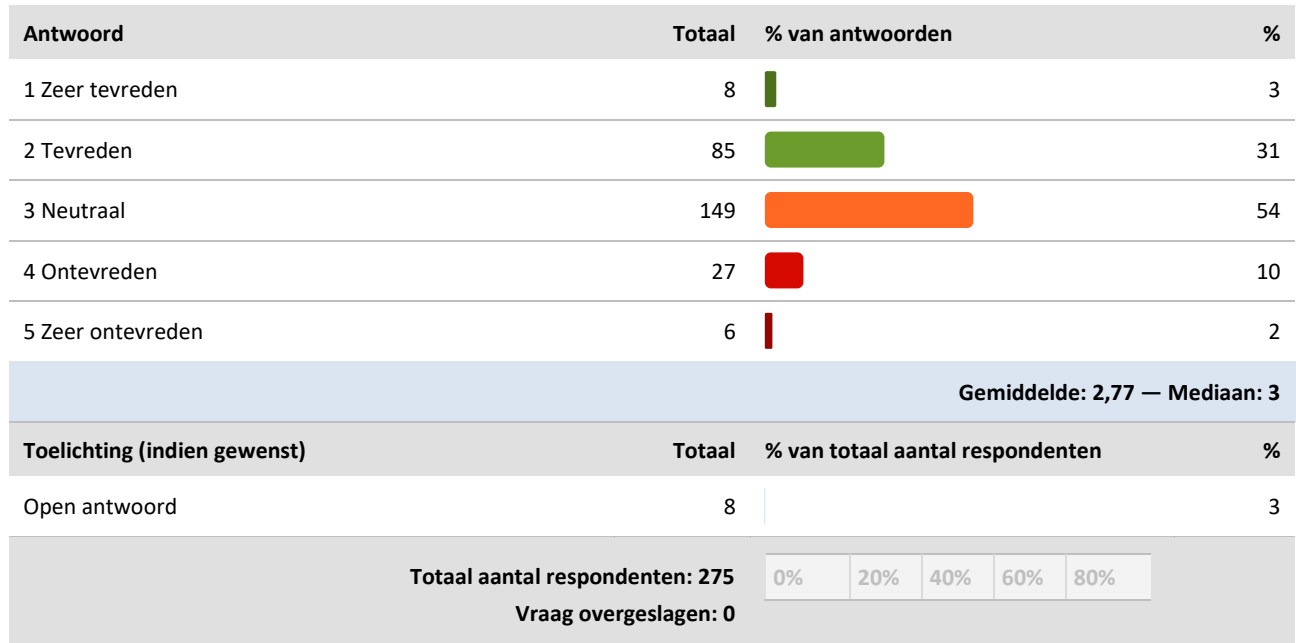 Antwoord Totaal % van antwoorden %
1 Zeer tevreden 8 3
2 Tevreden 85 31
3 Neutraal 149 54
4 Ontevreden 27 10
5 Zeer ontevreden 6 2
Gemiddelde: 2,77 — Mediaan: 3
Toelichting (indien gewenst) Totaal % van totaal aantal respondenten %
Open antwoord 8 3
Totaal aantal respondenten: 275 0% 20% 40% 60% 80%
Vraag overgeslagen: 0